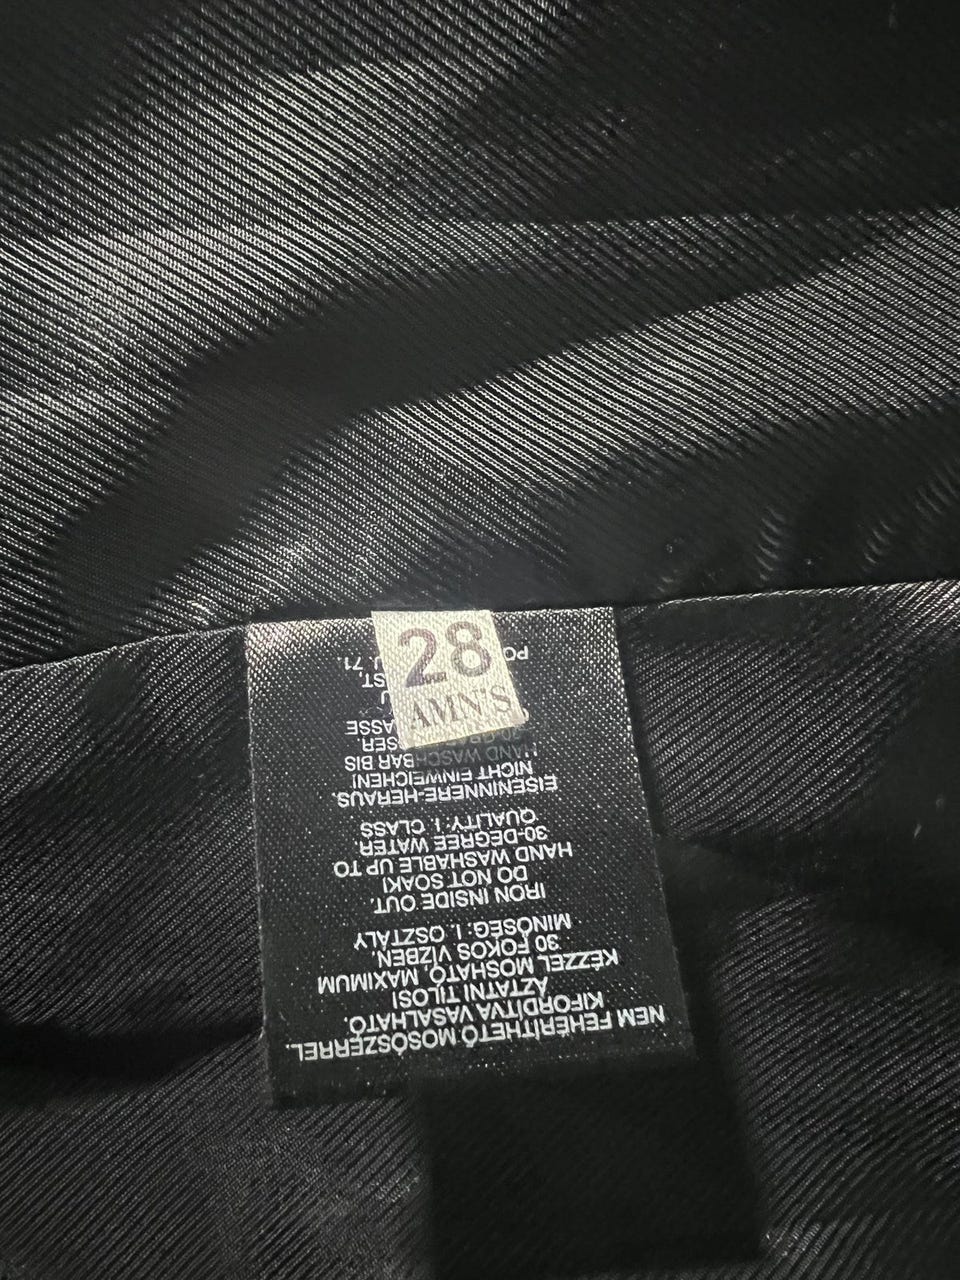 28
AMN'S
NEM FEHÉRÍTHETŐ MOSÓSZERREL.
KIFORDÍTVA VASALHATÓ.
ÁZTATNI TILOS!
KÉZZEL MOSHATÓ, MAXIMUM
30 FOKOS VÍZBEN.
MINŐSÉG: I. OSZTÁLY
IRON INSIDE OUT.
DO NOT SOAK!
HAND WASHABLE UP TO
30-DEGREE WATER.
QUALITY: I. CLASS
EISENINNERE-HERAUS.
NICHT EINWEICHEN!
HAND WASCHBAR BIS
71.